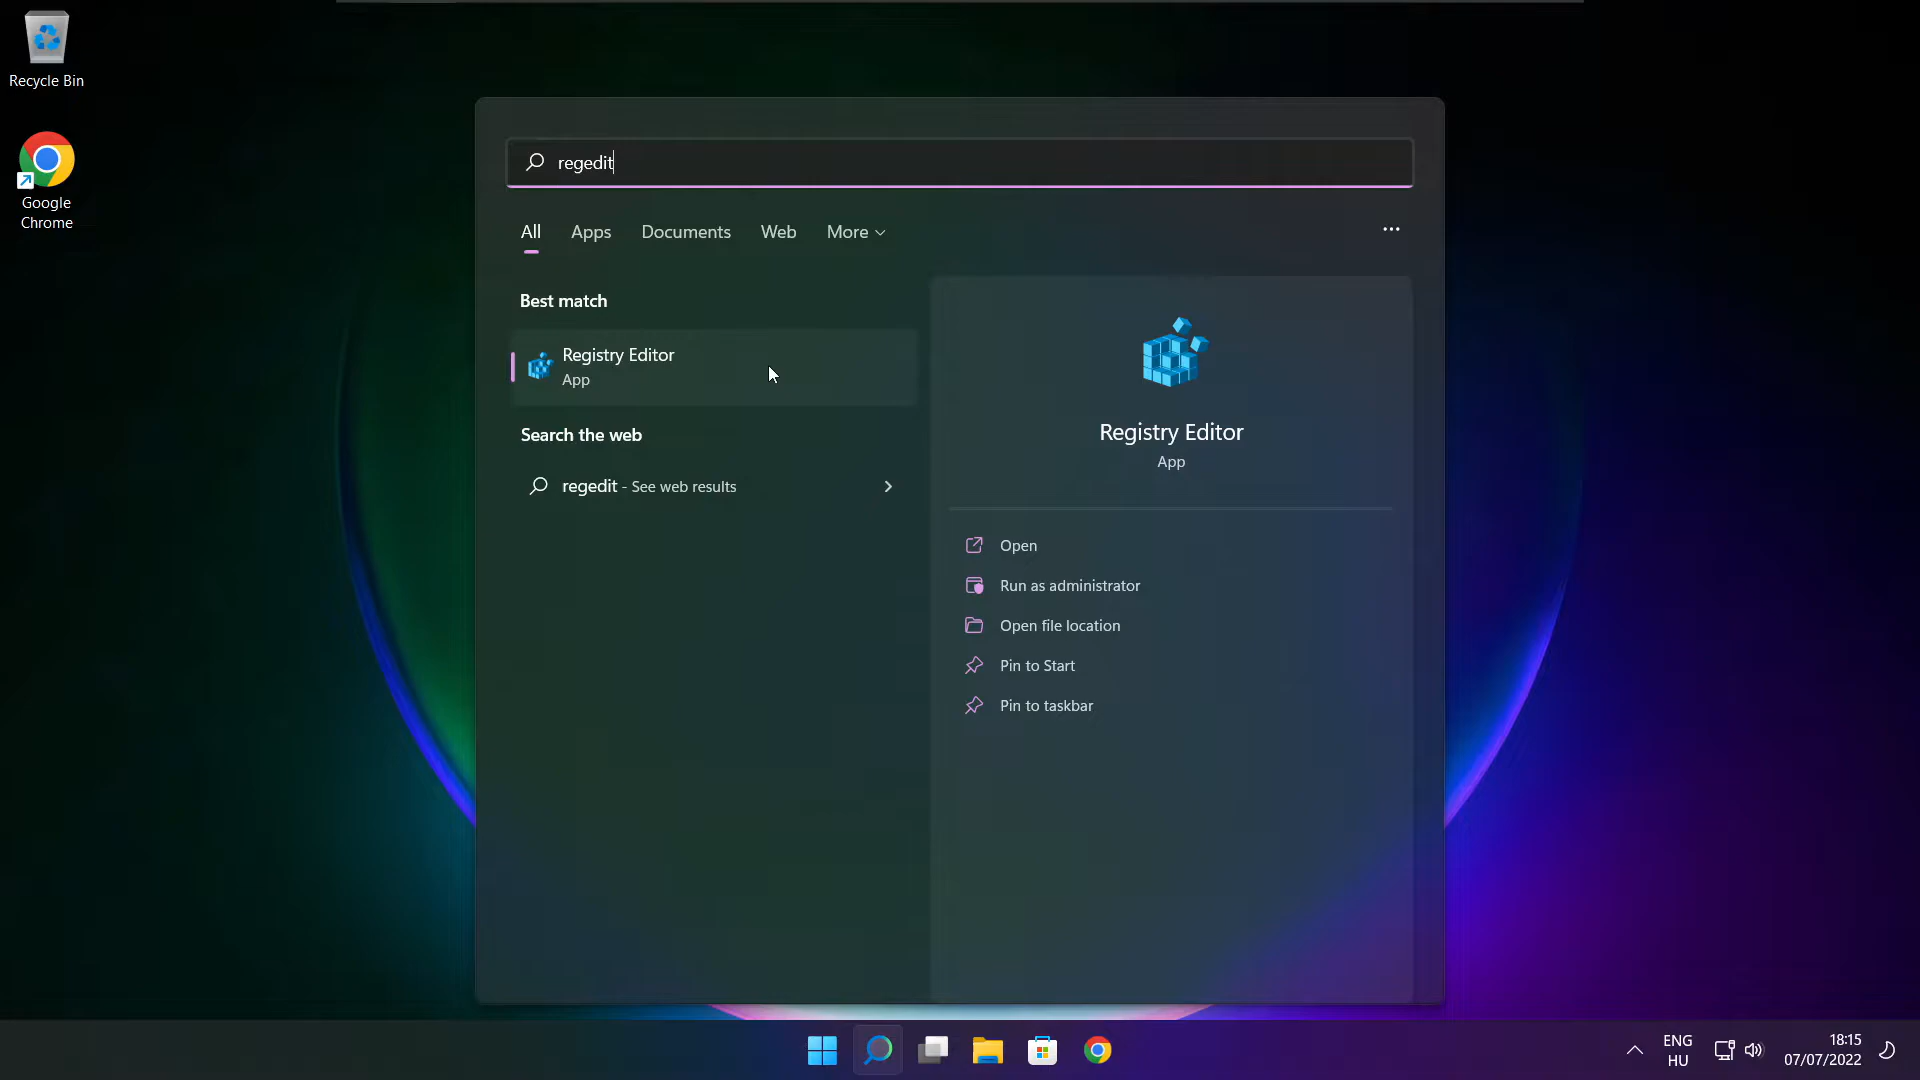 Recycle Bin
Google
Chrome
regedit
All Apps Documents Web More
Best match
Registry Editor
App
Search the web
regedit - See web results
Registry Editor
App
Open
Run as administrator
Open file location
Pin to Start
Pin to taskbar
ENG
HU
18:15
07/07/2022